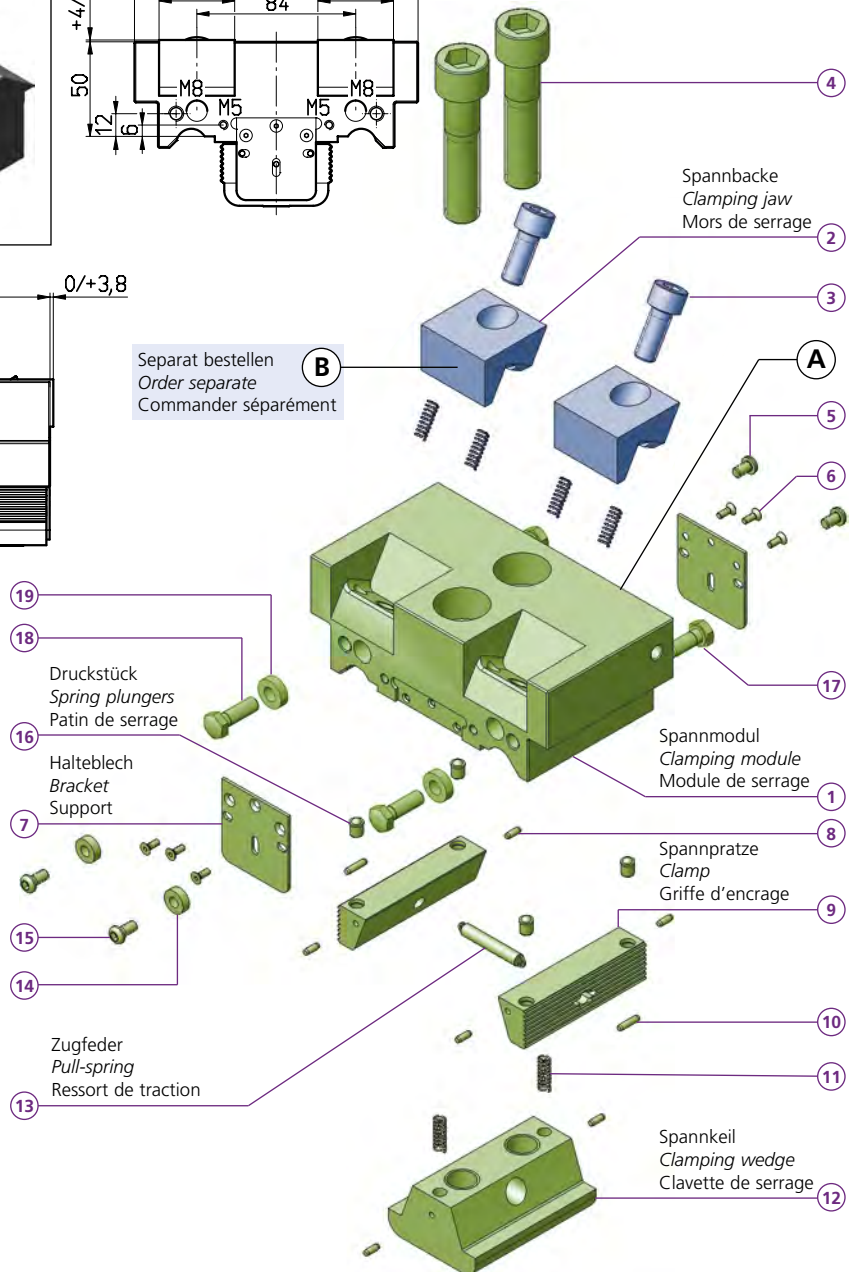 +4/
84
50
M8
M8
M5
M5
12
6
0/+3,8
4
Spannbacke
Clamping jaw
Mors de serrage
2
3
Separat bestellen
Order separate
Commander séparément
B
A
5
6
19
18
17
Druckstück
Spring plungers
Patin de serrage
16
Spannmodul
Clamping module
Module de serrage
1
Halteblech
Bracket
Support
7
8
Spannpratze
Clamp
Griffe d'encrage
9
15
14
10
11
Zugfeder
Pull-spring
Ressort de traction
13
Spannkeil
Clamping wedge
Clavette de serrage
12